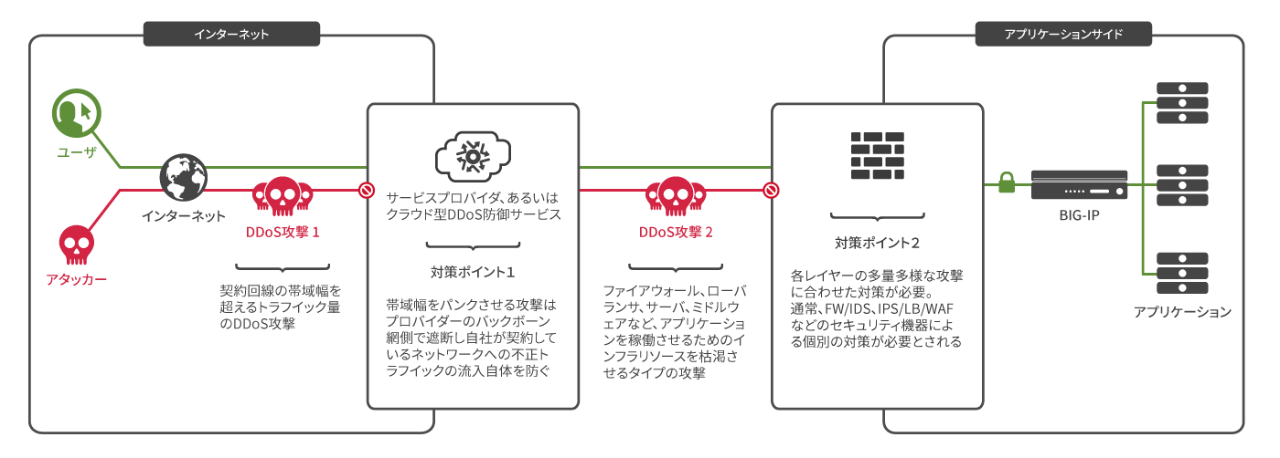 インターネット
アプリケーションサイド
ユーザ
アタッカー
インターネット
DDoS攻撃 1
契約回線の帯域幅を
超えるトラフイック量
のDDoS攻撃
サービスプロバイダ、あるいは
クラウド型DDoS防御サービス
対策ポイント1
帯域幅をパンクさせる攻撃は
プロバイダーのバックボーン
網側で遮断し自社が契約して
いるネットワークへの不正ト
ラフイックの流入自体を防ぐ
DDoS攻撃 2
ファイアウォール、ローバ
ランサ、サーバ、ミドルウ
ェアなど、アプリケーショ
ンを稼働させるためのイ
ンフラリソースを枯渇さ
せるタイプの攻撃
対策ポイント2
各レイヤーの多量多様な攻撃
に合わせた対策が必要。
通常、FW/IDS、IPS/LB/WAF
などのセキュリティ機器によ
る個別の対策が必要とされる
BIG-IP
アプリケーション